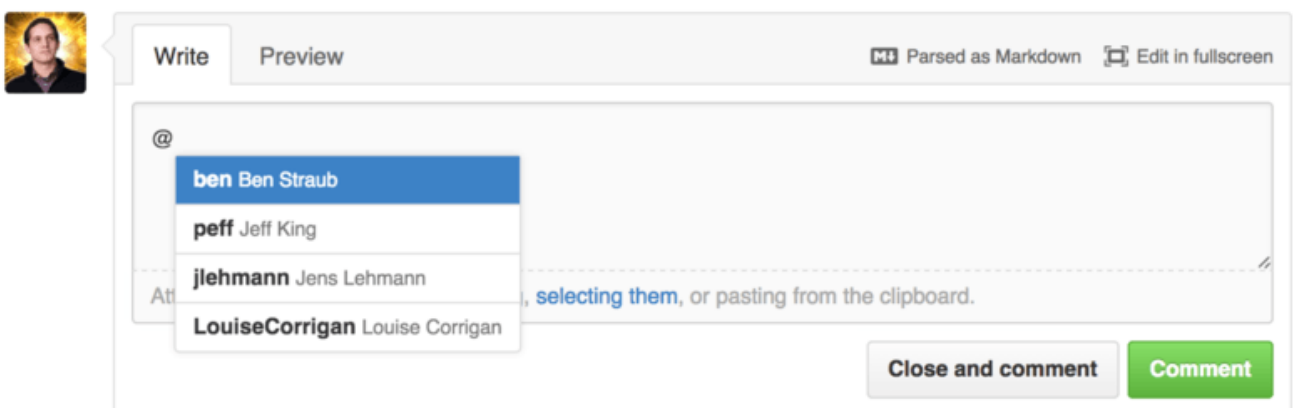 Write Preview Parsed as Markdown Edit in fullscreen
@
ben Ben Straub
peff Jeff King
jlehmann Jens Lehmann
selecting them, or pasting from the clipboard.
LouiseCorrigan Louise Corrigan
Close and comment Comment